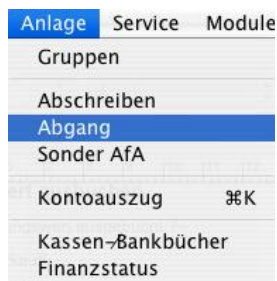 Anlage Service Module
Gruppen
Abschreiben
Abgang
Sonder AfA
Kontoauszug ⌘K
Kassen-/Bankbücher
Finanzstatus